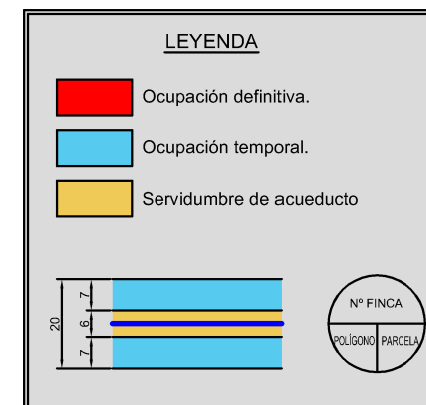 LEYENDA
Ocupación definitiva.
Ocupación temporal.
Servidumbre de acueducto
20
7
6
7
Nº FINCA
POLÍGONO PARCELA